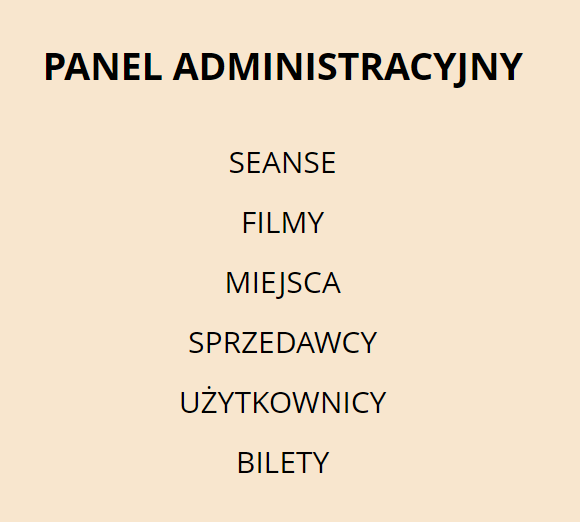 PANEL ADMINISTRACYJNY
SEANSE
FILMY
MIEJSCA
SPRZEDAWCY
UŻYTKOWNICY
BILETY